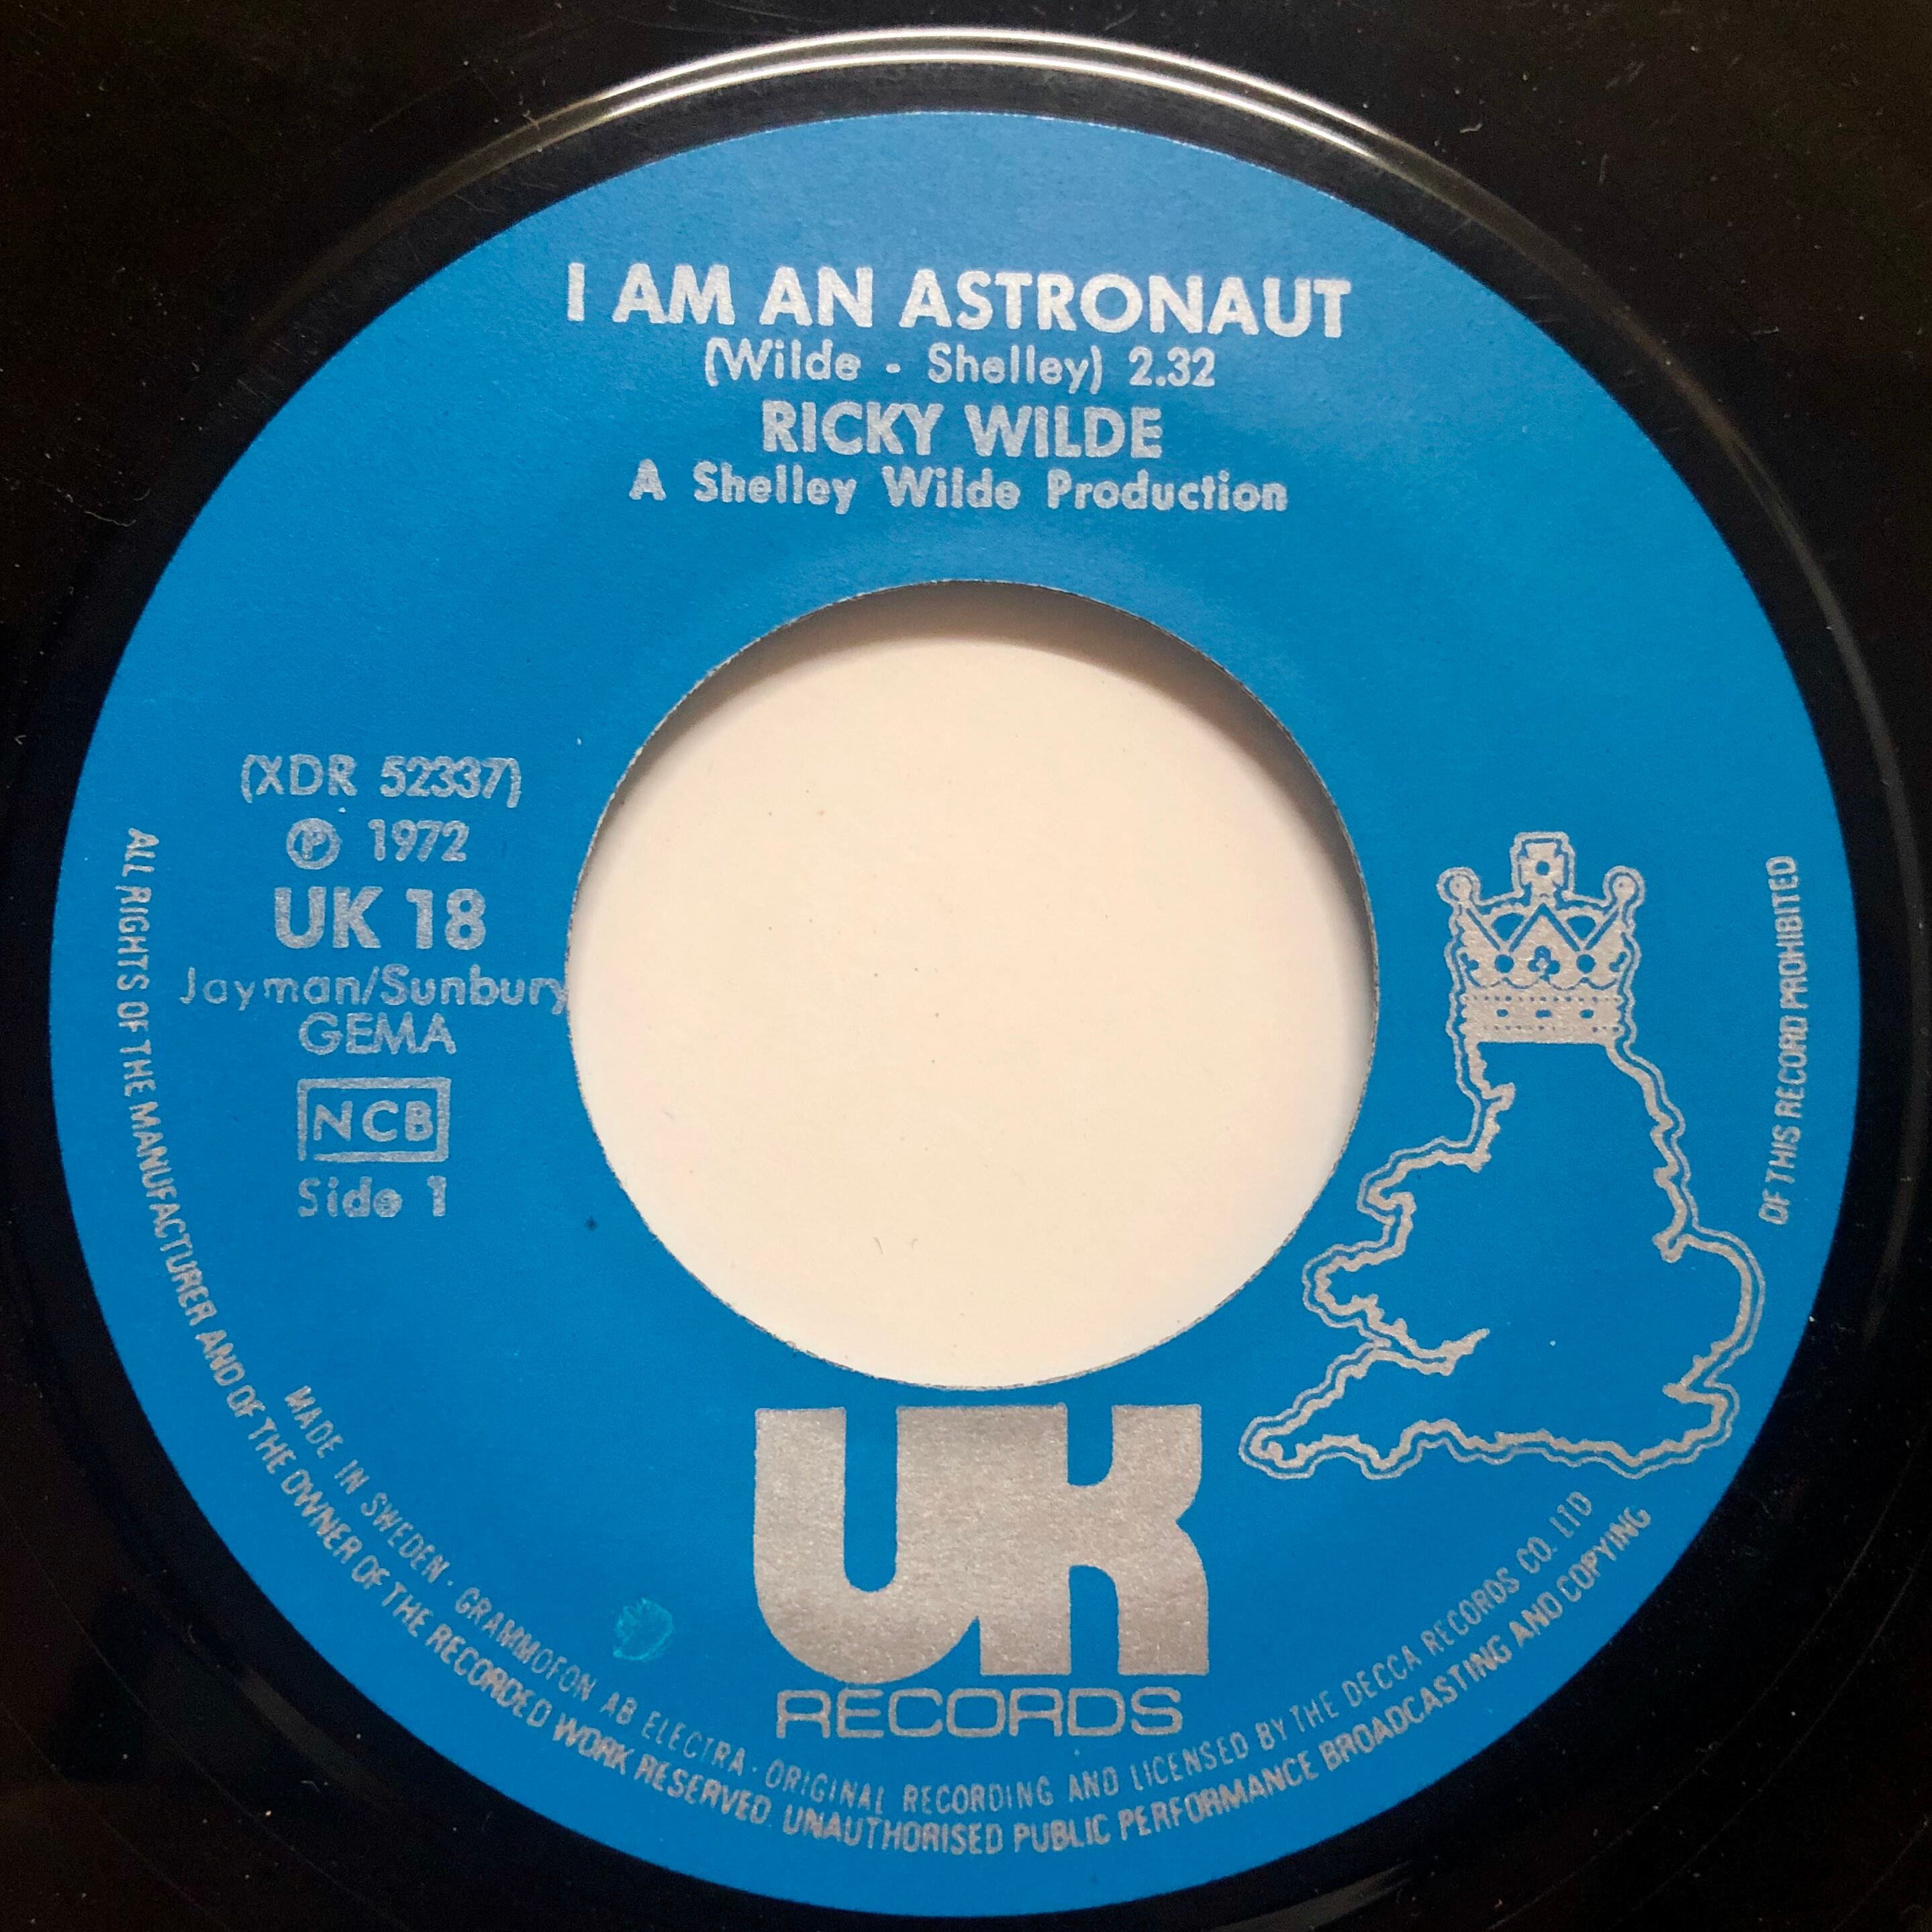 I AM AN ASTRONAUT
(Wilde - Shelley) 2.32
RICKY WILDE
A Shelley Wilde Production
(XDR 52337)
Ⓟ 1972
UK 18
Jayman/Sunbury
GEMA
NCB
Side 1
UK
RECORDS
MADE IN SWEDEN · GRAMMOFON AB ELECTRA · ORIGINAL RECORDING AND LICENSED BY THE DECCA RECORDS CO. LTD
ALL RIGHTS OF THE MANUFACTURER AND OF THE OWNER OF THE RECORDED WORK RESERVED. UNAUTHORISED PUBLIC PERFORMANCE BROADCASTING AND COPYING OF THIS RECORD PROHIBITED